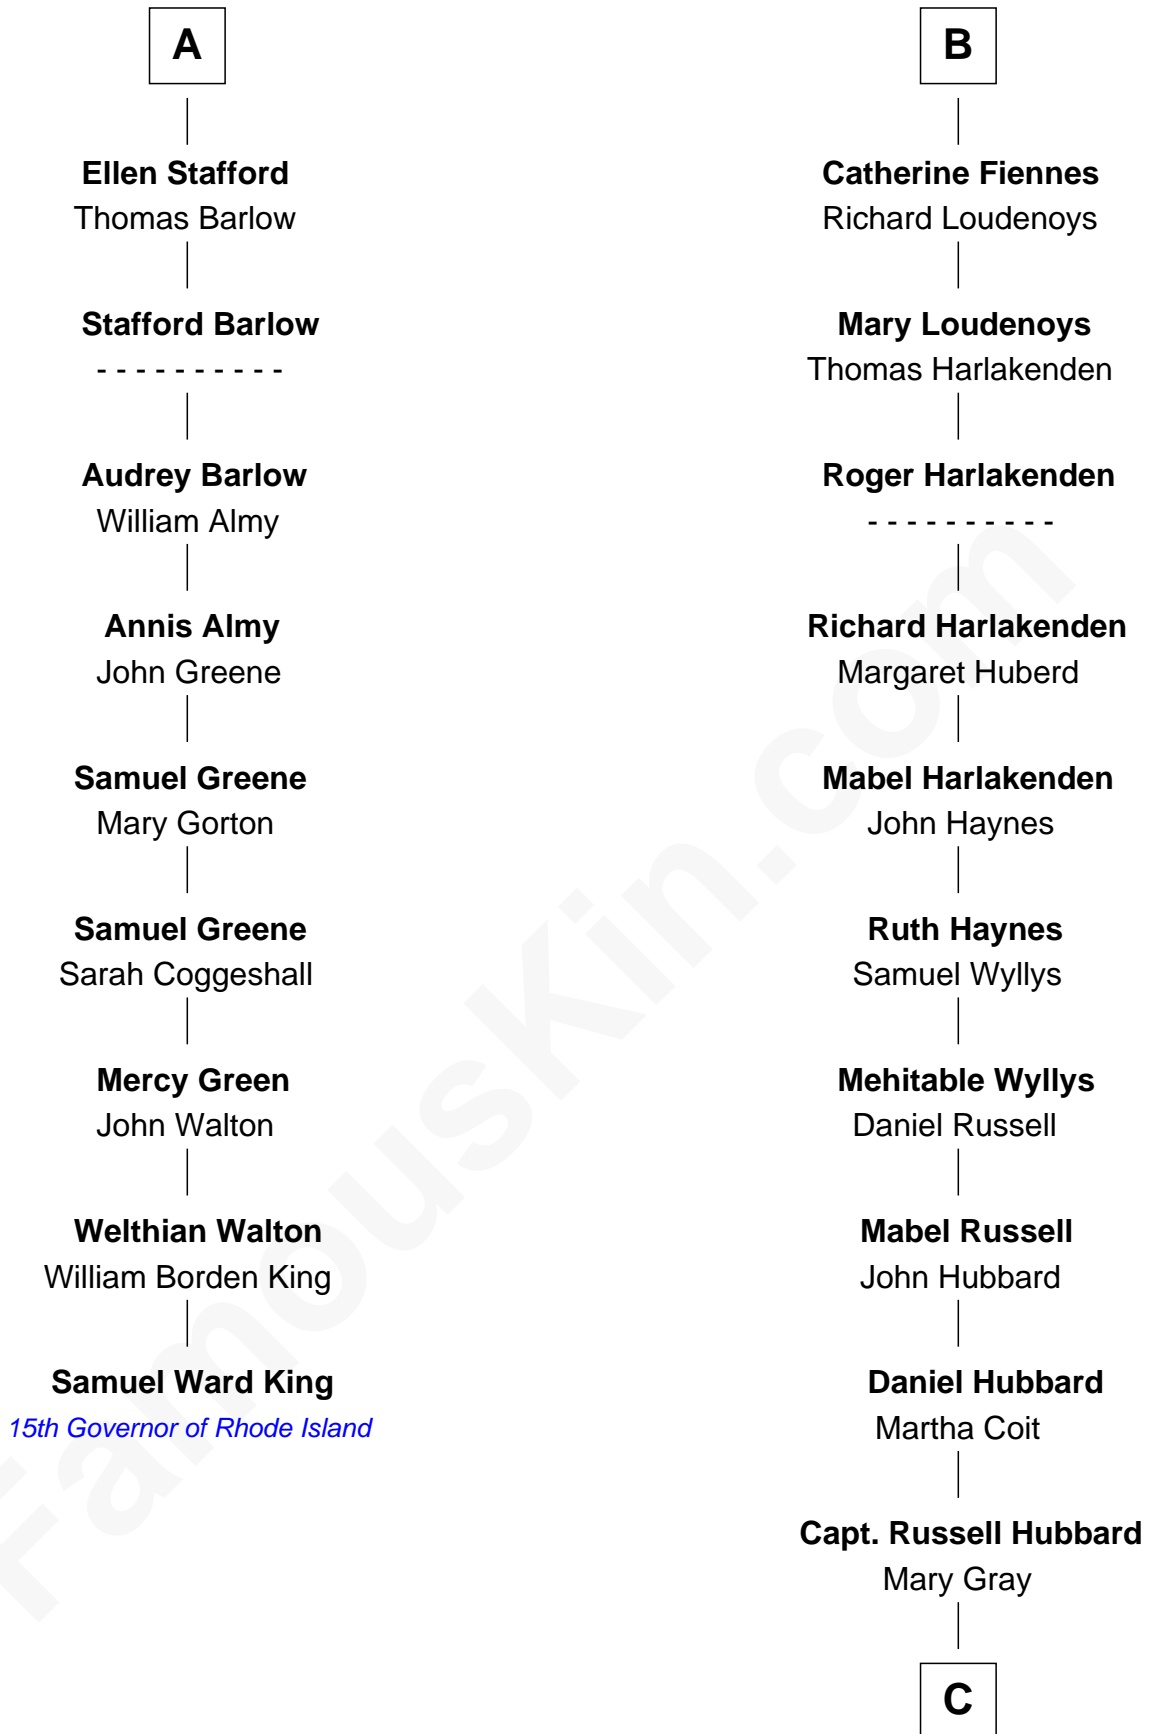 A
Ellen Stafford
Thomas Barlow
Stafford Barlow
- - - - - - - - - -
Audrey Barlow
William Almy
Annis Almy
John Greene
Samuel Greene
Mary Gorton
Samuel Greene
Sarah Coggeshall
Mercy Green
John Walton
Welthian Walton
William Borden King
Samuel Ward King
15th Governor of Rhode Island
B
Catherine Fiennes
Richard Loudenoys
Mary Loudenoys
Thomas Harlakenden
Roger Harlakenden
- - - - - - - - - -
Richard Harlakenden
Margaret Huberd
Mabel Harlakenden
John Haynes
Ruth Haynes
Samuel Wyllys
Mehitable Wyllys
Daniel Russell
Mabel Russell
John Hubbard
Daniel Hubbard
Martha Coit
Capt. Russell Hubbard
Mary Gray
C
FamousKin.com